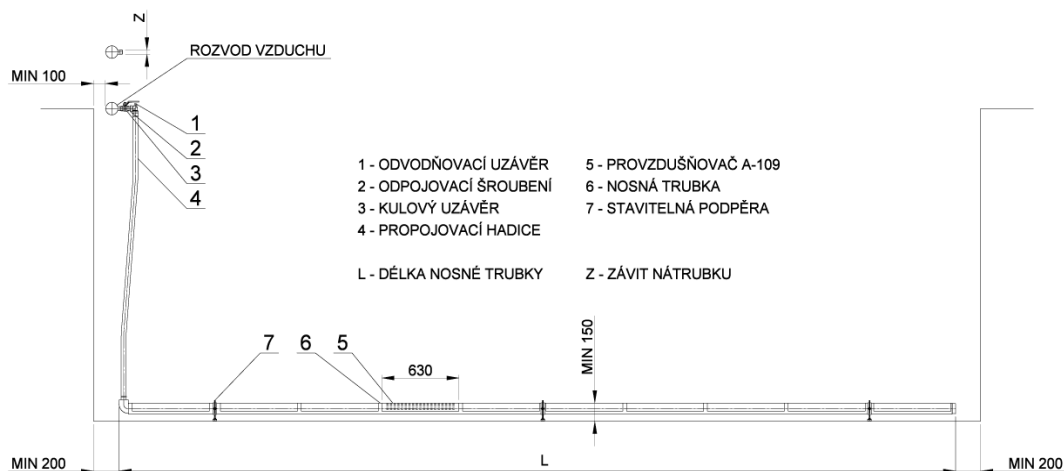 Z
ROZVOD VZDUCHU
MIN 100
1
2
3
4
1 - ODVODŇOVACÍ UZÁVĚR
2 - ODPOJOVACÍ ŠROUBENÍ
3 - KULOVÝ UZÁVĚR
4 - PROPOJOVACÍ HADICE
5 - PROVZDUŠŇOVAČ A-109
6 - NOSNÁ TRUBKA
7 - STAVITELNÁ PODPĚRA
L - DÉLKA NOSNÉ TRUBKY
Z - ZÁVIT NÁTRUBKU
7
6
5
630
MIN 150
MIN 200
L
MIN 200